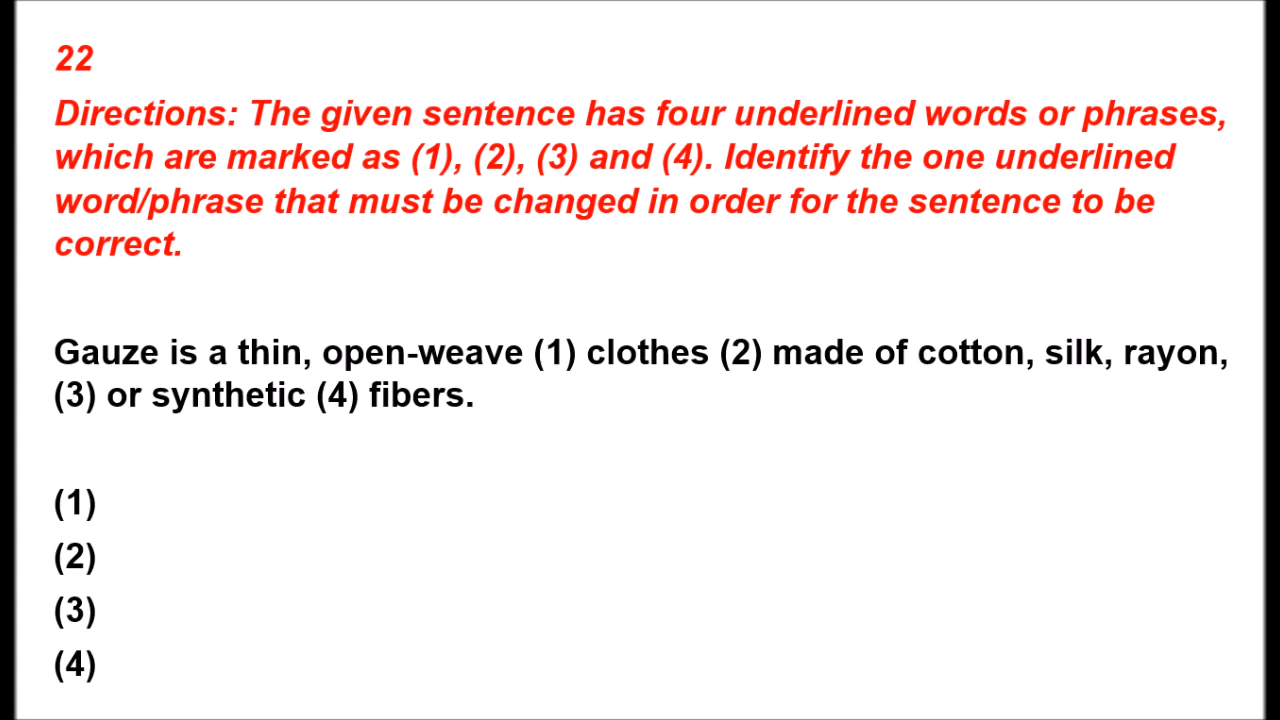 22
Directions: The given sentence has four underlined words or phrases,
which are marked as (1), (2), (3) and (4). Identify the one underlined
word/phrase that must be changed in order for the sentence to be
correct.
Gauze is a thin, open-weave (1) clothes (2) made of cotton, silk, rayon,
(3) or synthetic (4) fibers.
(1)
(2)
(3)
(4)